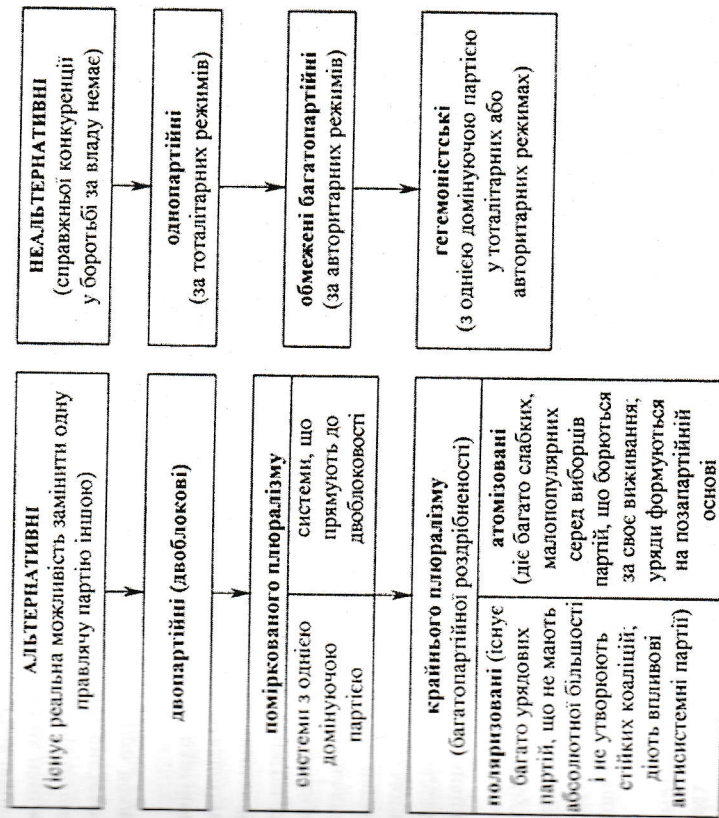 АЛЬТЕРНАТИВНІ
(існує реальна можливість замінити одну
правлячу партію іншою)
двопартійні (двоблокові)
поміркованого плюралізму
системи з однією
домінуючою
партією
системи, що
прямують до
двоблоковості
крайнього плюралізму
(багатопартійної роздрібненості)
поляризовані (існує
багато урядових
партій, що не мають
абсолютної більшості
і не утворюють
стійких коаліцій;
діють впливові
антисистемні партії)
атомізовані
(діє багато слабких,
малопопулярних
серед виборців
партій, що борються
за своє виживання;
уряди формуються
на позапартійній
основі
НЕАЛЬТЕРНАТИВНІ
(справжньої конкуренції
у боротьбі за владу немає)
однопартійні
(за тоталітарних режимів)
обмежені багатопартійні
(за авторитарних режимів)
гегемоністські
(з однією домінуючою партією
у тоталітарних або
авторитарних режимах)